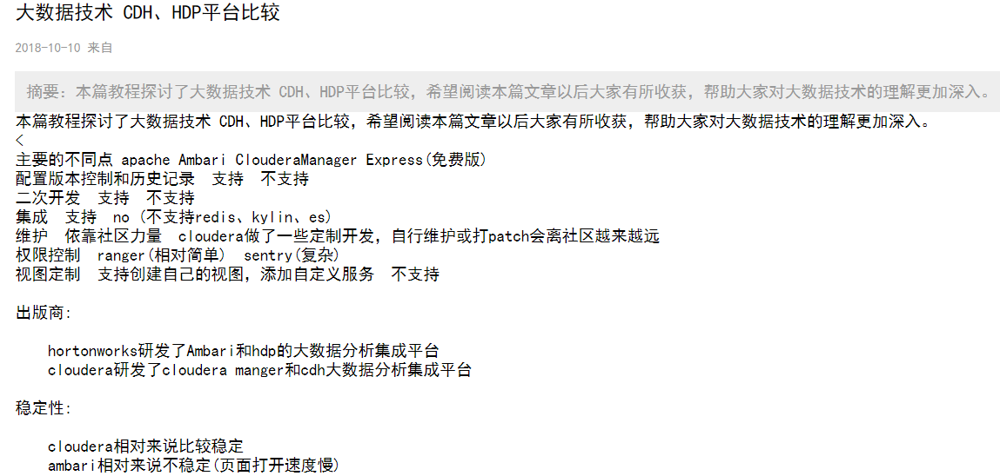 大数据技术 CDH、HDP平台比较
2018-10-10 来自
摘要：本篇教程探讨了大数据技术 CDH、HDP平台比较，希望阅读本篇文章以后大家有所收获，帮助大家对大数据技术的理解更加深入。
本篇教程探讨了大数据技术 CDH、HDP平台比较，希望阅读本篇文章以后大家有所收获，帮助大家对大数据技术的理解更加深入。
<
主要的不同点 apache Ambari ClouderaManager Express(免费版)
配置版本控制和历史记录 支持 不支持
二次开发 支持 不支持
集成 支持 no (不支持redis、kylin、es)
维护 依靠社区力量 cloudera做了一些定制开发，自行维护或打patch会离社区越来越远
权限控制 ranger(相对简单) sentry(复杂)
视图定制 支持创建自己的视图，添加自定义服务 不支持
出版商：
hortonworks研发了Ambari和hdp的大数据分析集成平台
cloudera研发了cloudera manger和cdh大数据分析集成平台
稳定性：
cloudera相对来说比较稳定
ambari相对来说不稳定(页面打开速度慢)